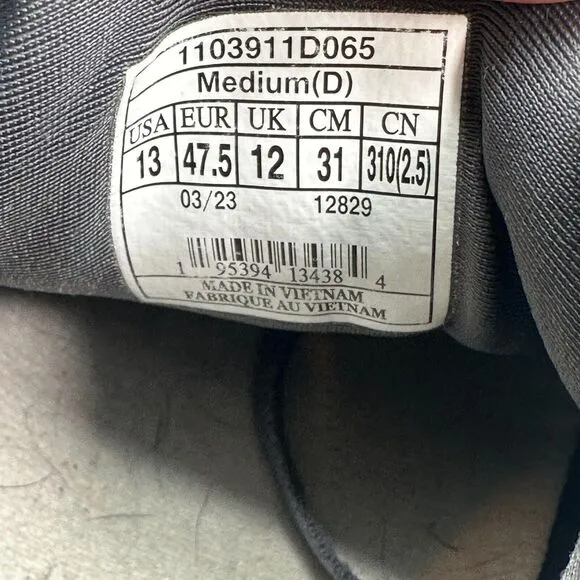 1103911D065
Medium(D)
USA EUR UK CM CN
13 47.5 12 31 310(2.5)
03/23 12829
1 95394 13438 4
MADE IN VIETNAM
FABRIQUE AU VIETNAM